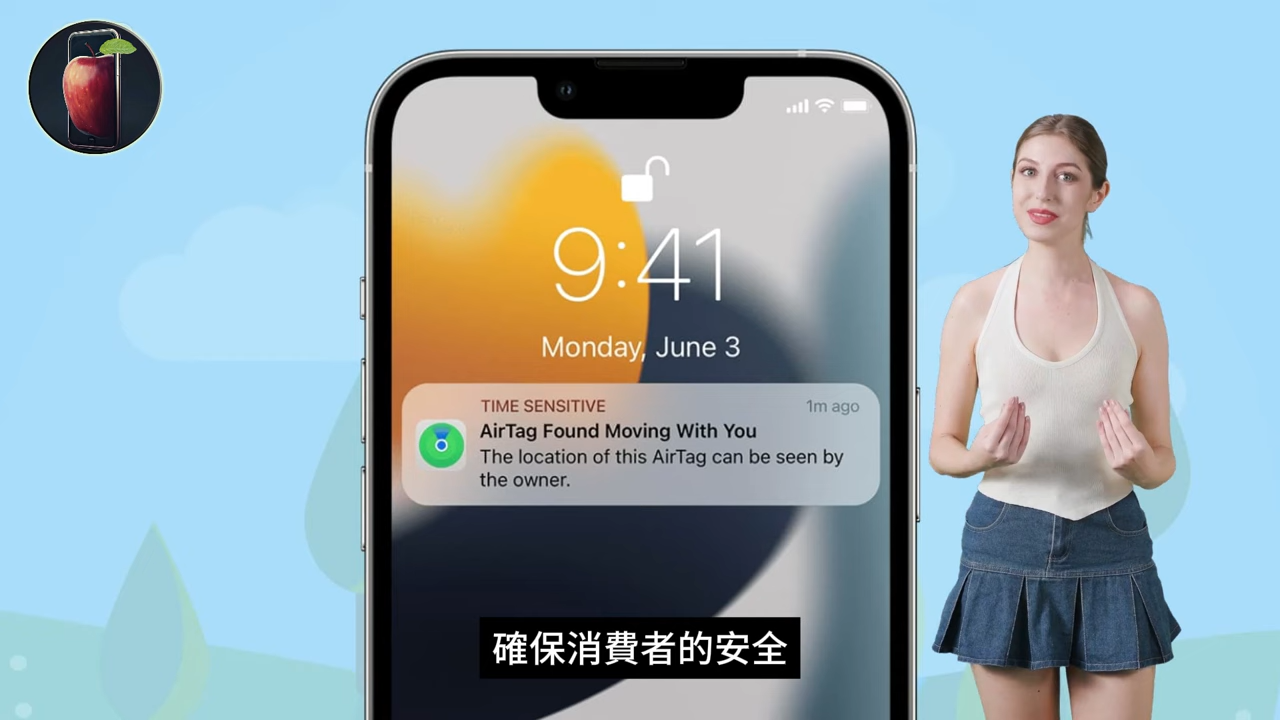 9:41
Monday, June 3
TIME SENSITIVE
1m ago
AirTag Found Moving With You
The location of this AirTag can be seen by
the owner.
確保消費者的安全